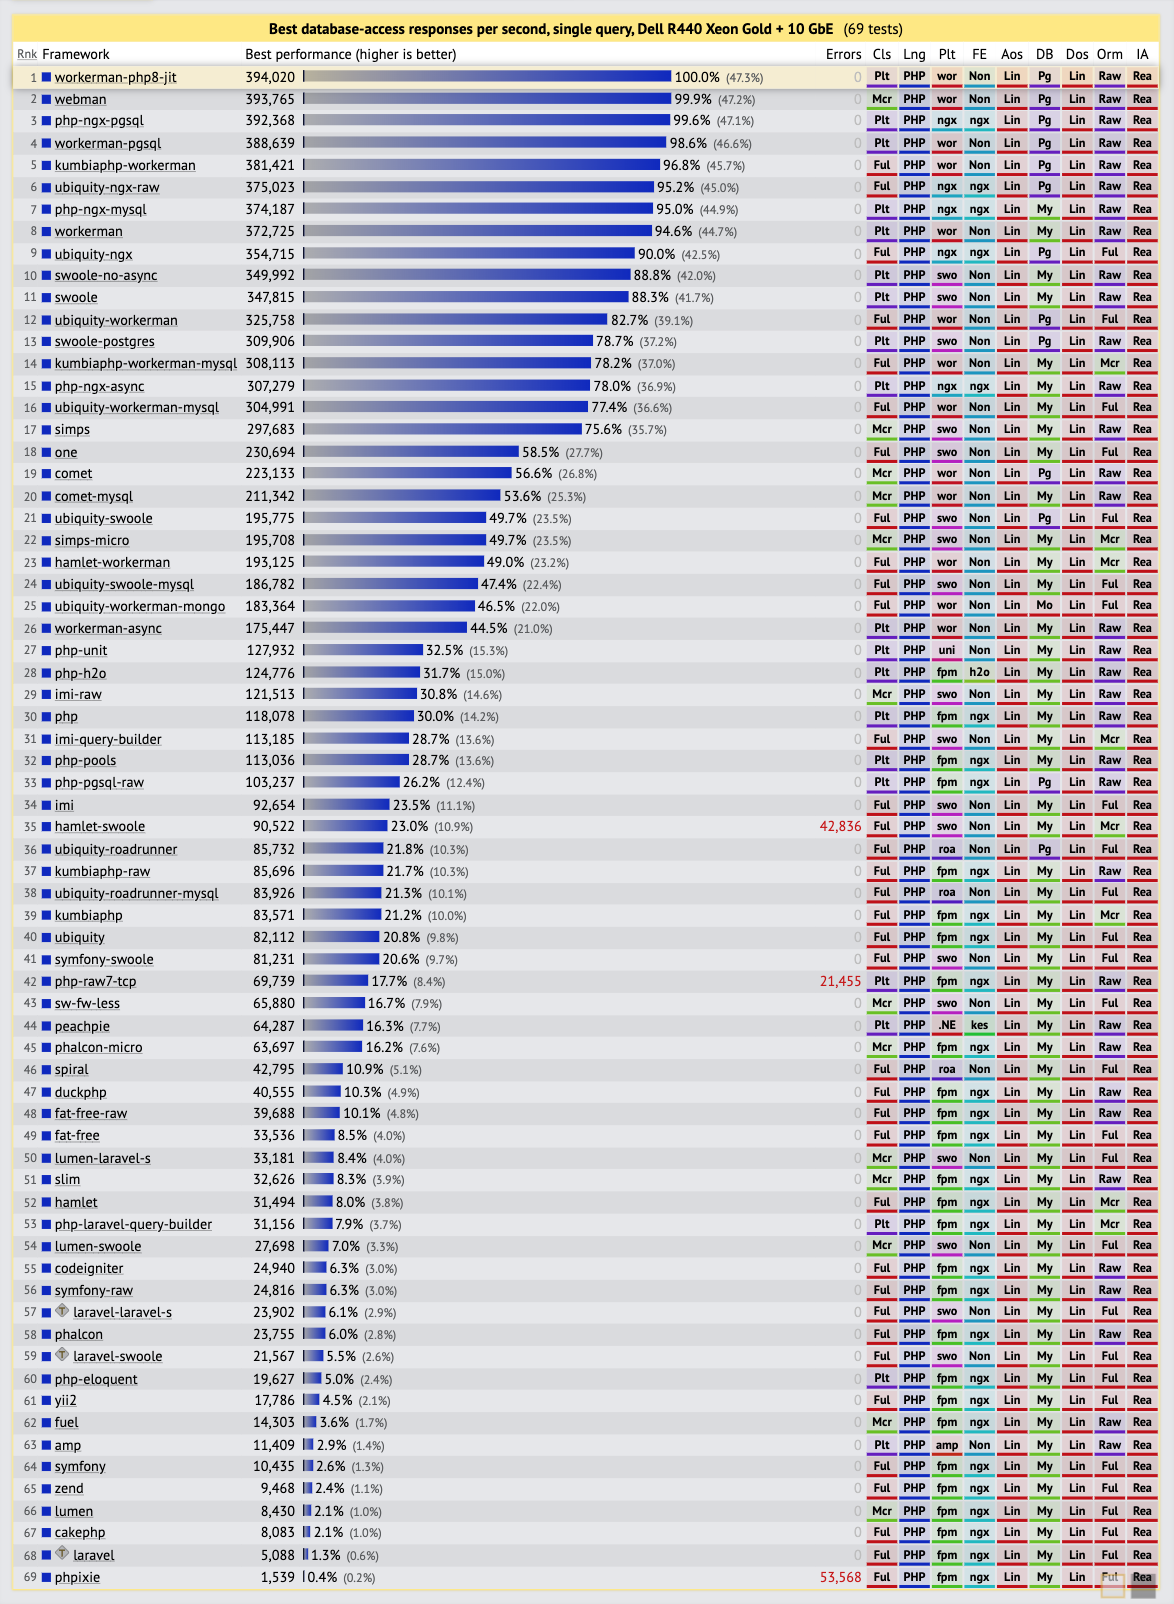 Best database-access responses per second, single query, Dell R440 Xeon Gold + 10 GbE (69 tests)
Rnk Framework Best performance (higher is better) Errors Cls Lng Plt FE Aos DB Dos Orm IA
1 workerman-php8-jit 394,020 100.0% (47.3%) 0 Plt PHP wor Non Lin Pg Lin Raw Rea
2 webman 393,765 99.9% (47.2%) 0 Mcr PHP wor Non Lin Pg Lin Raw Rea
3 php-ngx-pgsql 392,368 99.6% (47.1%) 0 Plt PHP ngx ngx Lin Pg Lin Raw Rea
4 workerman-pgsql 388,639 98.6% (46.6%) 0 Plt PHP wor Non Lin Pg Lin Raw Rea
5 kumbiaphp-workerman 381,421 96.8% (45.7%) 0 Ful PHP wor Non Lin Pg Lin Raw Rea
6 ubiquity-ngx-raw 375,023 95.2% (45.0%) 0 Ful PHP ngx ngx Lin Pg Lin Raw Rea
7 php-ngx-mysql 374,187 95.0% (44.9%) 0 Plt PHP ngx ngx Lin My Lin Raw Rea
8 workerman 372,725 94.6% (44.7%) 0 Plt PHP wor Non Lin My Lin Raw Rea
9 ubiquity-ngx 354,715 90.0% (42.5%) 0 Ful PHP ngx ngx Lin Pg Lin Ful Rea
10 swoole-no-async 349,992 88.8% (42.0%) 0 Plt PHP swo Non Lin My Lin Raw Rea
11 swoole 347,815 88.3% (41.7%) 0 Plt PHP swo Non Lin My Lin Raw Rea
12 ubiquity-workerman 325,758 82.7% (39.1%) 0 Ful PHP wor Non Lin Pg Lin Ful Rea
13 swoole-postgres 309,906 78.7% (37.2%) 0 Plt PHP swo Non Lin Pg Lin Raw Rea
14 kumbiaphp-workerman-mysql 308,113 78.2% (37.0%) 0 Ful PHP wor Non Lin My Lin Mcr Rea
15 php-ngx-async 307,279 78.0% (36.9%) 0 Plt PHP ngx ngx Lin My Lin Raw Rea
16 ubiquity-workerman-mysql 304,991 77.4% (36.6%) 0 Ful PHP wor Non Lin My Lin Ful Rea
17 simps 297,683 75.6% (35.7%) 0 Mcr PHP swo Non Lin My Lin Raw Rea
18 one 230,694 58.5% (27.7%) 0 Ful PHP swo Non Lin My Lin Ful Rea
19 comet 223,133 56.6% (26.8%) 0 Mcr PHP wor Non Lin Pg Lin Raw Rea
20 comet-mysql 211,342 53.6% (25.3%) 0 Mcr PHP wor Non Lin My Lin Raw Rea
21 ubiquity-swoole 195,775 49.7% (23.5%) 0 Ful PHP swo Non Lin Pg Lin Ful Rea
22 simps-micro 195,708 49.7% (23.5%) 0 Mcr PHP swo Non Lin My Lin Mcr Rea
23 hamlet-workerman 193,125 49.0% (23.2%) 0 Ful PHP wor Non Lin My Lin Mcr Rea
24 ubiquity-swoole-mysql 186,782 47.4% (22.4%) 0 Ful PHP swo Non Lin My Lin Ful Rea
25 ubiquity-workerman-mongo 183,364 46.5% (22.0%) 0 Ful PHP wor Non Lin Mo Lin Ful Rea
26 workerman-async 175,447 44.5% (21.0%) 0 Plt PHP wor Non Lin My Lin Raw Rea
27 php-unit 127,932 32.5% (15.3%) 0 Plt PHP uni Non Lin My Lin Raw Rea
28 php-h2o 124,776 31.7% (15.0%) 0 Plt PHP fpm h2o Lin My Lin Raw Rea
29 imi-raw 121,513 30.8% (14.6%) 0 Mcr PHP swo Non Lin My Lin Raw Rea
30 php 118,078 30.0% (14.2%) 0 Plt PHP fpm ngx Lin My Lin Raw Rea
31 imi-query-builder 113,185 28.7% (13.6%) 0 Ful PHP swo Non Lin My Lin Mcr Rea
32 php-pools 113,036 28.7% (13.6%) 0 Plt PHP fpm ngx Lin My Lin Raw Rea
33 php-pgsql-raw 103,237 26.2% (12.4%) 0 Plt PHP fpm ngx Lin Pg Lin Raw Rea
34 imi 92,654 23.5% (11.1%) 0 Ful PHP swo Non Lin My Lin Ful Rea
35 hamlet-swoole 90,522 23.0% (10.9%) 42,836 Ful PHP swo Non Lin My Lin Mcr Rea
36 ubiquity-roadrunner 85,732 21.8% (10.3%) 0 Ful PHP roa Non Lin Pg Lin Ful Rea
37 kumbiaphp-raw 85,696 21.7% (10.3%) 0 Ful PHP fpm ngx Lin My Lin Raw Rea
38 ubiquity-roadrunner-mysql 83,926 21.3% (10.1%) 0 Ful PHP roa Non Lin My Lin Ful Rea
39 kumbiaphp 83,571 21.2% (10.0%) 0 Ful PHP fpm ngx Lin My Lin Mcr Rea
40 ubiquity 82,112 20.8% (9.8%) 0 Ful PHP fpm ngx Lin My Lin Ful Rea
41 symfony-swoole 81,231 20.6% (9.7%) 0 Ful PHP swo Non Lin My Lin Ful Rea
42 php-raw7-tcp 69,739 17.7% (8.4%) 21,455 Plt PHP fpm ngx Lin My Lin Raw Rea
43 sw-fw-less 65,880 16.7% (7.9%) 0 Mcr PHP swo Non Lin My Lin Ful Rea
44 peachpie 64,287 16.3% (7.7%) 0 Plt PHP .NE kes Lin My Lin Raw Rea
45 phalcon-micro 63,697 16.2% (7.6%) 0 Mcr PHP fpm ngx Lin My Lin Raw Rea
46 spiral 42,795 10.9% (5.1%) 0 Ful PHP roa Non Lin My Lin Ful Rea
47 duckphp 40,555 10.3% (4.9%) 0 Ful PHP fpm ngx Lin My Lin Raw Rea
48 fat-free-raw 39,688 10.1% (4.8%) 0 Ful PHP fpm ngx Lin My Lin Raw Rea
49 fat-free 33,536 8.5% (4.0%) 0 Ful PHP fpm ngx Lin My Lin Ful Rea
50 lumen-laravel-s 33,181 8.4% (4.0%) 0 Mcr PHP swo Non Lin My Lin Ful Rea
51 slim 32,626 8.3% (3.9%) 0 Mcr PHP fpm ngx Lin My Lin Raw Rea
52 hamlet 31,494 8.0% (3.8%) 0 Ful PHP fpm ngx Lin My Lin Mcr Rea
53 php-laravel-query-builder 31,156 7.9% (3.7%) 0 Plt PHP fpm ngx Lin My Lin Mcr Rea
54 lumen-swoole 27,698 7.0% (3.3%) 0 Mcr PHP swo Non Lin My Lin Ful Rea
55 codeigniter 24,940 6.3% (3.0%) 0 Ful PHP fpm ngx Lin My Lin Raw Rea
56 symfony-raw 24,816 6.3% (3.0%) 0 Ful PHP fpm ngx Lin My Lin Raw Rea
57 T laravel-laravel-s 23,902 6.1% (2.9%) 0 Ful PHP swo Non Lin My Lin Ful Rea
58 phalcon 23,755 6.0% (2.8%) 0 Ful PHP fpm ngx Lin My Lin Raw Rea
59 T laravel-swoole 21,567 5.5% (2.6%) 0 Ful PHP swo Non Lin My Lin Ful Rea
60 php-eloquent 19,627 5.0% (2.4%) 0 Plt PHP fpm ngx Lin My Lin Ful Rea
61 yii2 17,786 4.5% (2.1%) 0 Ful PHP fpm ngx Lin My Lin Ful Rea
62 fuel 14,303 3.6% (1.7%) 0 Mcr PHP fpm ngx Lin My Lin Raw Rea
63 amp 11,409 2.9% (1.4%) 0 Plt PHP amp Non Lin My Lin Raw Rea
64 symfony 10,435 2.6% (1.3%) 0 Ful PHP fpm ngx Lin My Lin Ful Rea
65 zend 9,468 2.4% (1.1%) 0 Ful PHP fpm ngx Lin My Lin Ful Rea
66 lumen 8,430 2.1% (1.0%) 0 Mcr PHP fpm ngx Lin My Lin Ful Rea
67 cakephp 8,083 2.1% (1.0%) 0 Ful PHP fpm ngx Lin My Lin Ful Rea
68 T laravel 5,088 1.3% (0.6%) 0 Ful PHP fpm ngx Lin My Lin Ful Rea
69 phpixie 1,539 0.4% (0.2%) 53,568 Ful PHP fpm ngx Lin My Lin Ful Rea